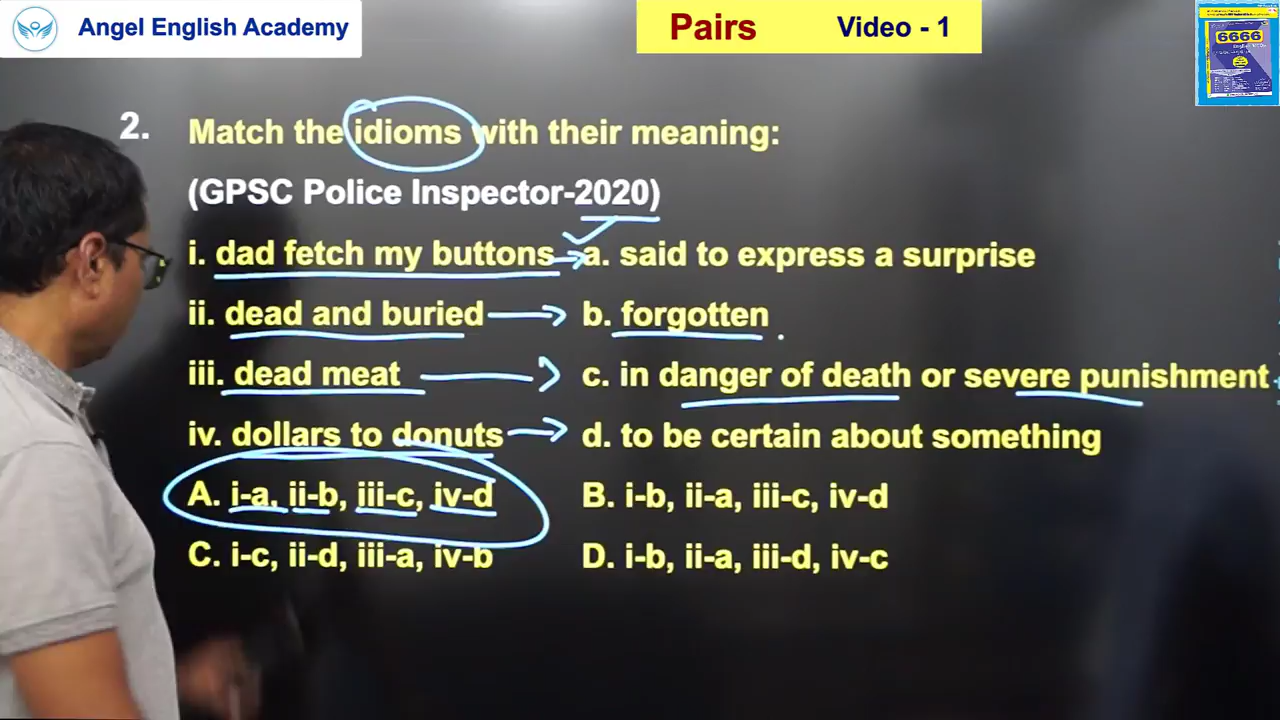 Angel English Academy
Pairs Video - 1
6666
2. Match the idioms with their meaning:
(GPSC Police Inspector-2020)
i. dad fetch my buttons a. said to express a surprise
ii. dead and buried b. forgotten
iii. dead meat c. in danger of death or severe punishment
iv. dollars to donuts d. to be certain about something
A. i-a, ii-b, iii-c, iv-d B. i-b, ii-a, iii-c, iv-d
C. i-c, ii-d, iii-a, iv-b D. i-b, ii-a, iii-d, iv-c